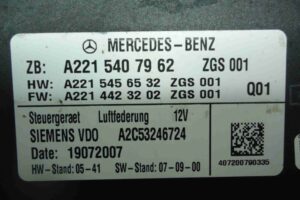 MERCEDES-BENZ
ZB: A221 540 79 62 ZGS 001
HW: A221 545 65 32 ZGS 001
FW: A221 442 32 02 ZGS 001 Q01
Steuergeraet Luftfederung 12V
SIEMENS VDO A2C53246724
Date: 19072007
HW-Stand: 05-41 SW-Stand: 07-09-00
407200790335